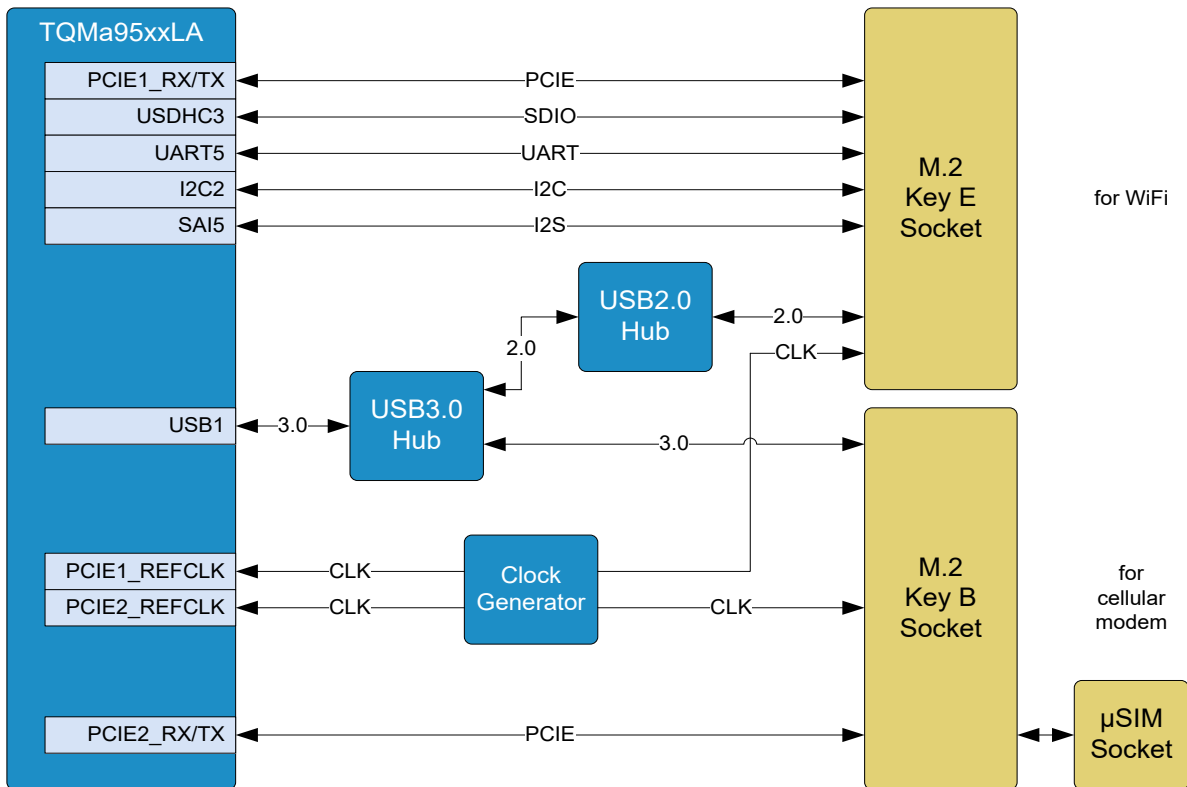 TQMa95xxLA
PCIE1_RX/TX
PCIE
USDHC3
SDIO
UART5
UART
I2C2
I2C
SAI5
I2S
M.2
Key E
Socket
for WiFi
USB2.0
Hub
2.0
2.0
CLK
USB1
3.0
USB3.0
Hub
3.0
PCIE1_REFCLK
CLK
PCIE2_REFCLK
CLK
Clock
Generator
CLK
M.2
Key B
Socket
for
cellular
modem
PCIE2_RX/TX
PCIE
µSIM
Socket